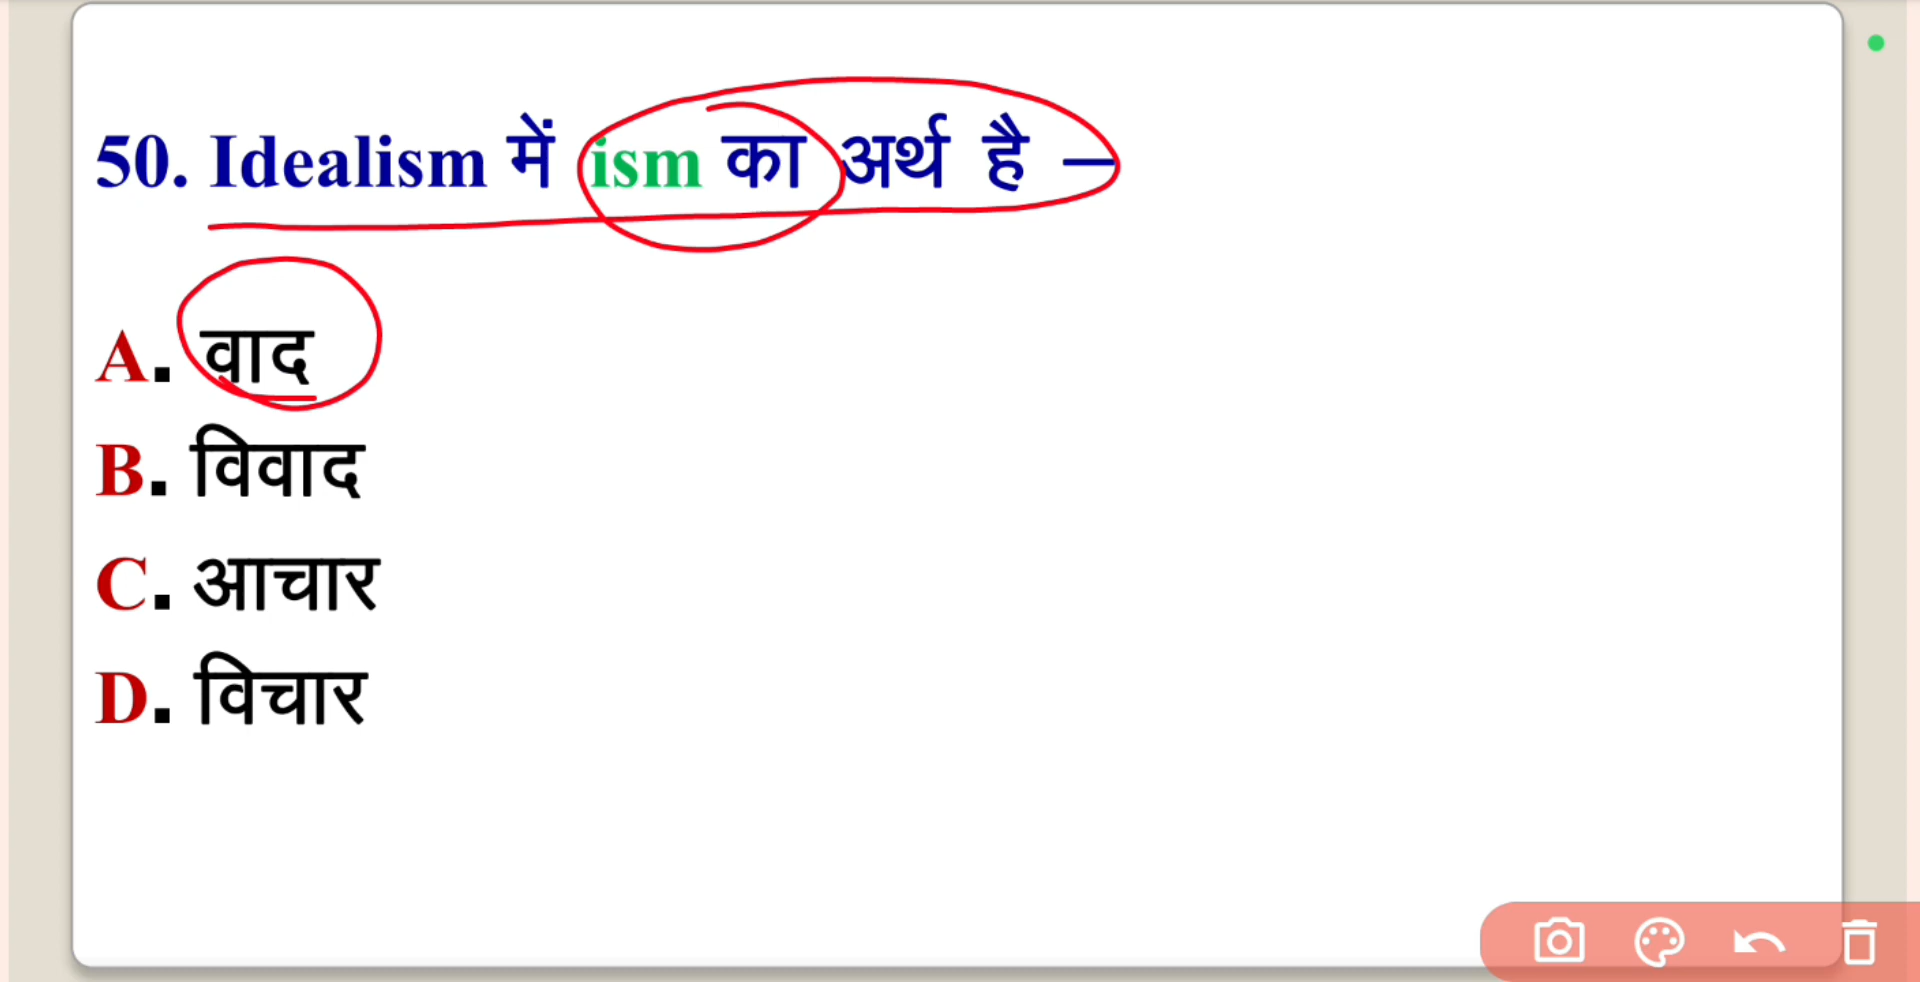 50. Idealism में ism का अर्थ है –
A. वाद
B. विवाद
C. आचार
D. विचार